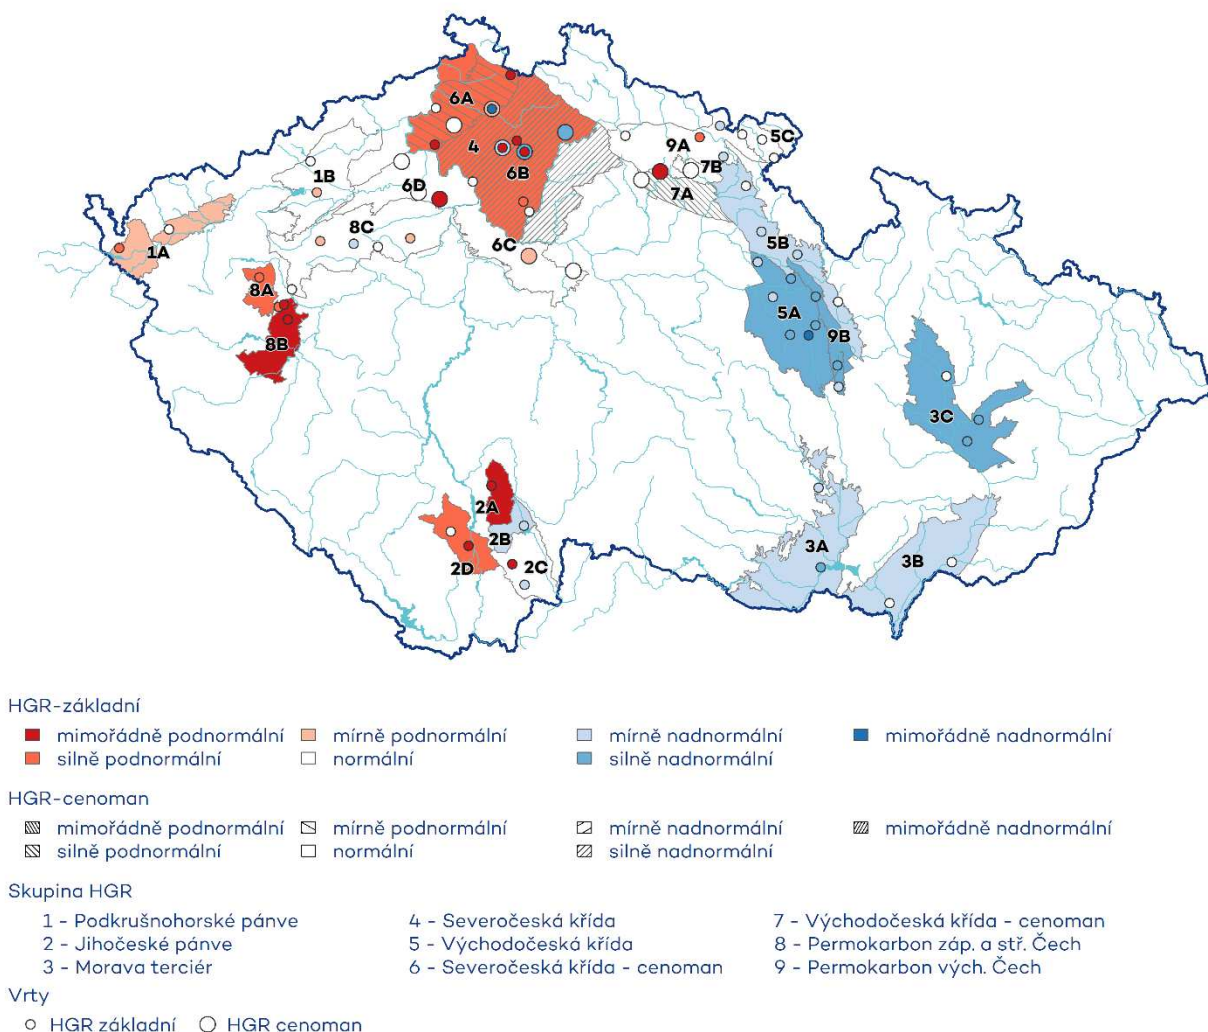 6A
5C
4
9A
7B
6B
1B
6D
7A
8C
5B
6C
1A
8A
5A
9B
8B
3C
2A
2B
3A
2D
2C
3B
HGR-základní
mimořádně podnormální mírně podnormální mírně nadnormální mimořádně nadnormální
silně podnormální normální silně nadnormální
HGR-cenoman
mimořádně podnormální mírně podnormální mírně nadnormální mimořádně nadnormální
silně podnormální normální silně nadnormální
Skupina HGR
1 - Podkrušnohorské pánve 4 - Severočeská křída 7 - Východočeská křída - cenoman
2 - Jihočeské pánve 5 - Východočeská křída 8 - Permokarbon záp. a stř. Čech
3 - Morava terciér 6 - Severočeská křída - cenoman 9 - Permokarbon vých. Čech
Vrty
HGR základní HGR cenoman